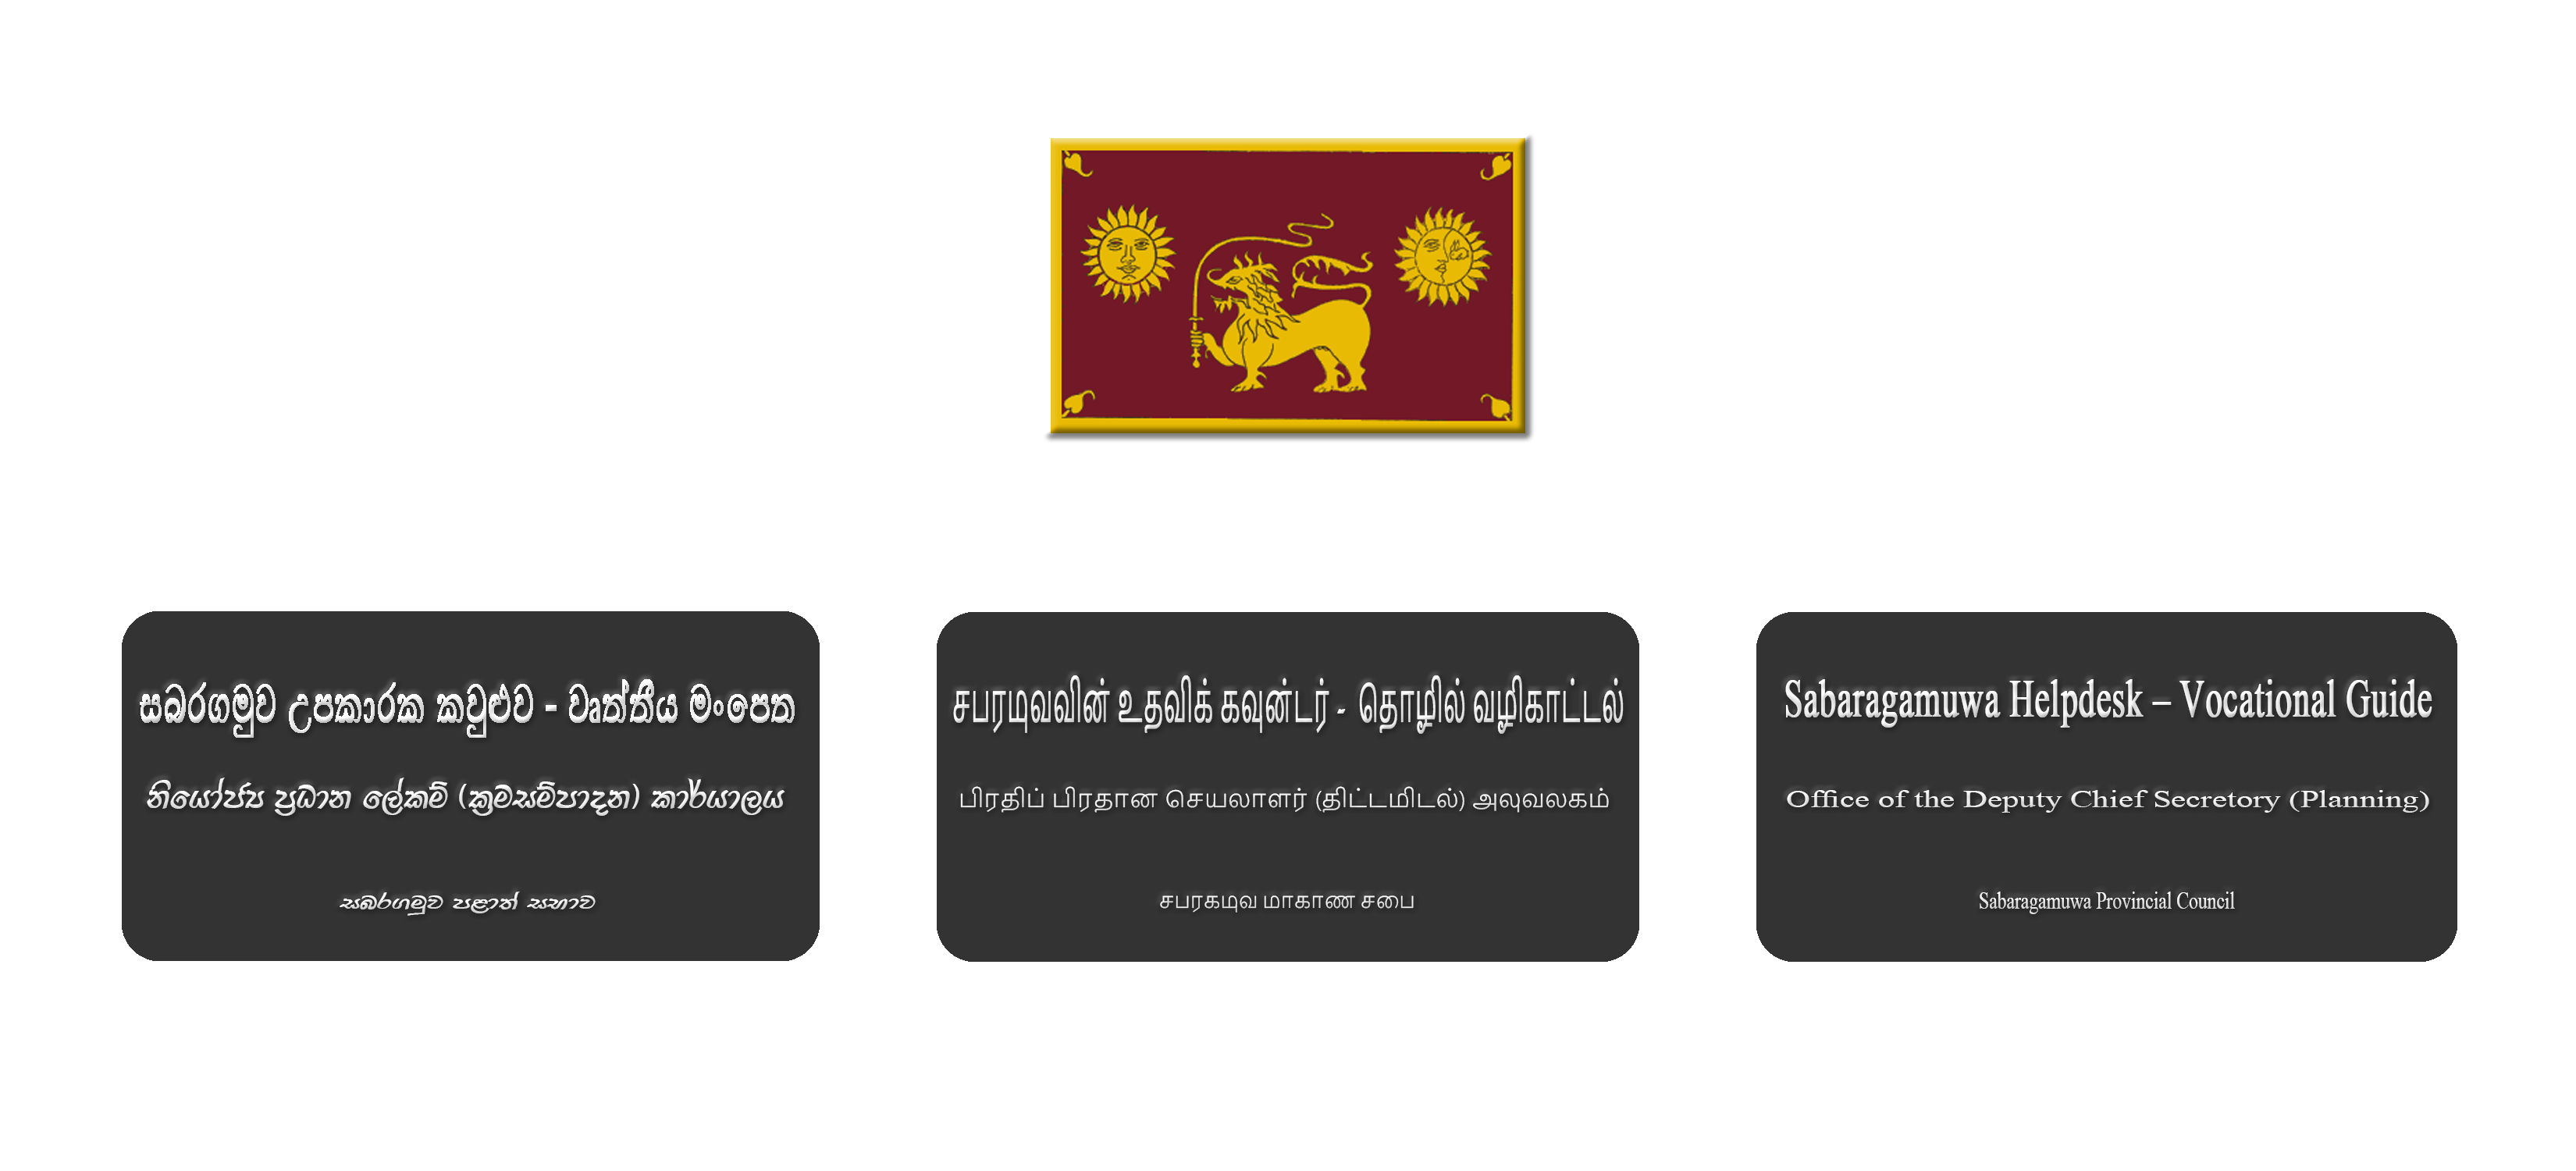 සබරගමුව උපකාරක කවුළුව - වෘත්තීය මංපෙත
නියෝජ්‍ය ප්‍රධාන ලේකම් (ක්‍රමසම්පාදන) කාර්යාලය
සබරගමුව පළාත් සභාව
சபரமுவவின் உதவிக் கவுன்டர் - தொழில் வழிகாட்டல்
பிரதிப் பிரதான செயலாளர் (திட்டமிடல்) அலுவலகம்
சபரகமுவ மாகாண சபை
Sabaragamuwa Helpdesk – Vocational Guide
Office of the Deputy Chief Secretory (Planning)
Sabaragamuwa Provincial Council